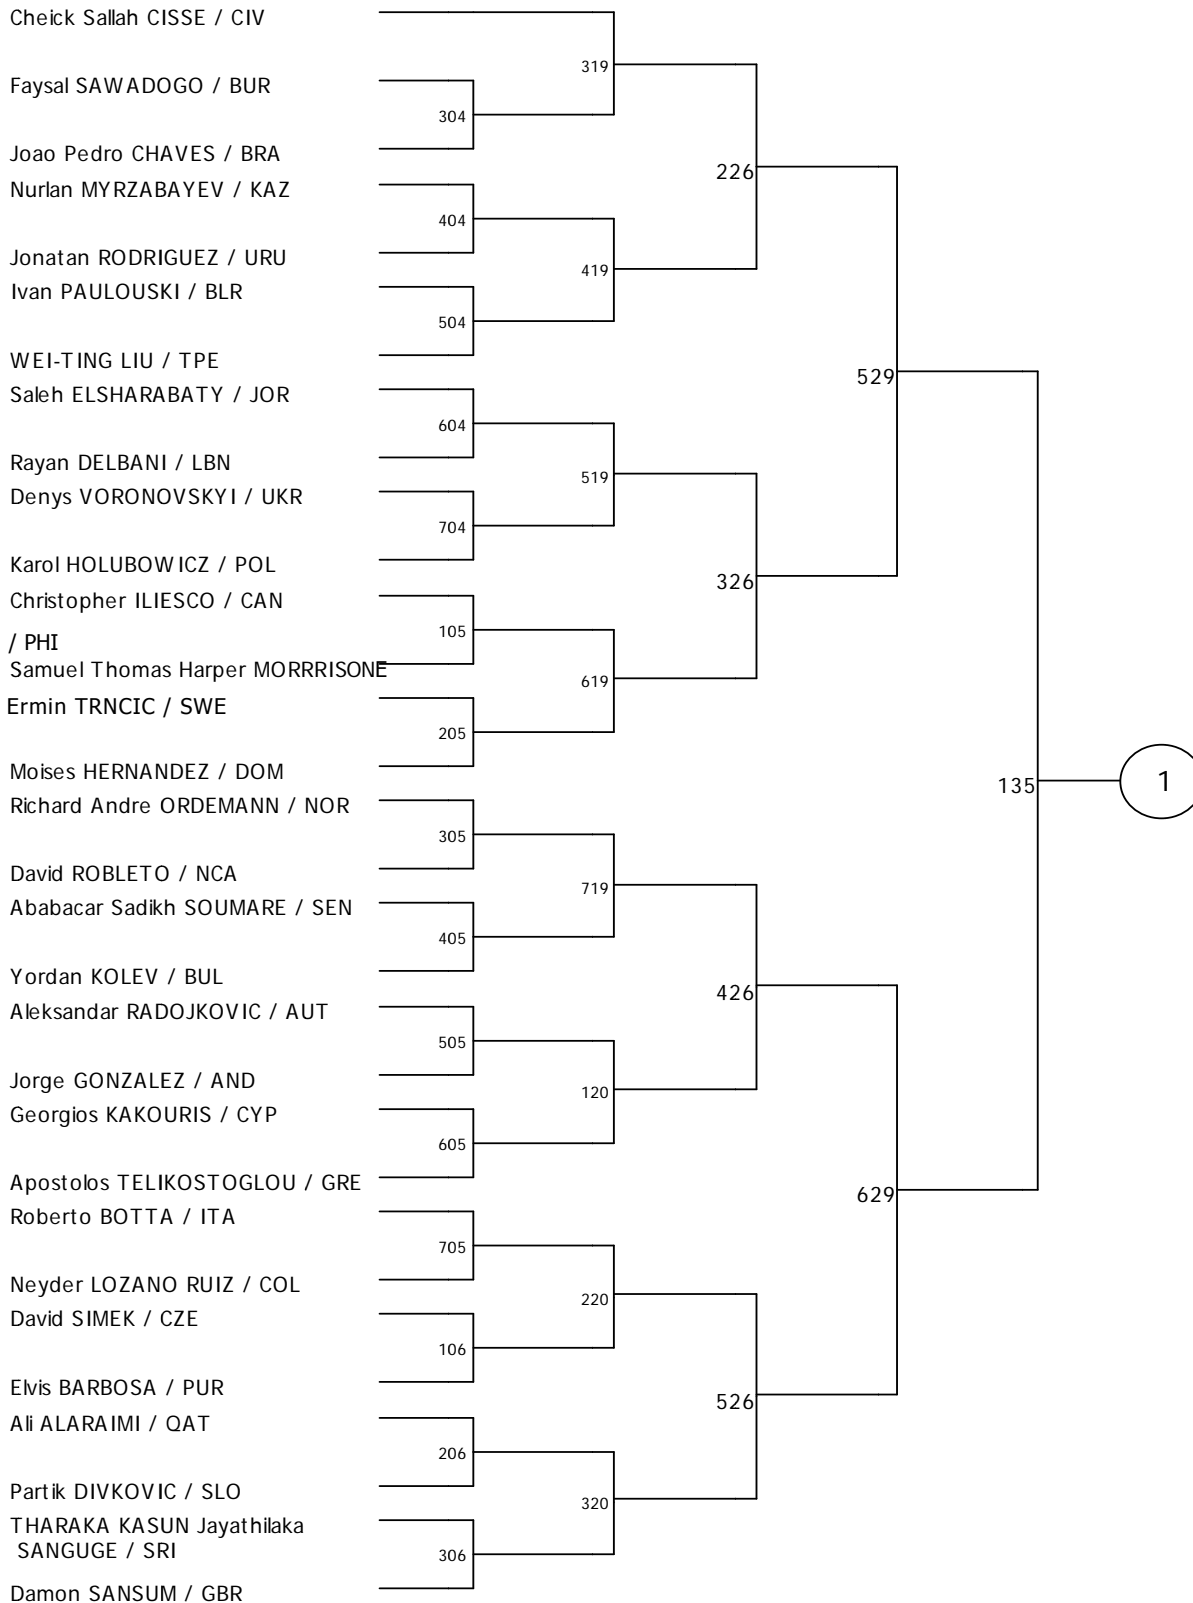 Cheick Sallah CISSE / CIV
319
Faysal SAWADOGO / BUR
304
Joao Pedro CHAVES / BRA
226
Nurlan MYRZABAYEV / KAZ
404
Jonatan RODRIGUEZ / URU
419
Ivan PAULOUSKI / BLR
504
WEI-TING LIU / TPE
529
Saleh ELSHARABATY / JOR
604
Rayan DELBANI / LBN
519
Denys VORONOVSKYI / UKR
704
Karol HOLUBOWICZ / POL
326
Christopher ILIESCO / CAN
105
/ PHI
Samuel Thomas Harper MORRRISONE
619
Ermin TRNCIC / SWE
205
Moises HERNANDEZ / DOM
135
1
Richard Andre ORDEMANN / NOR
305
David ROBLETO / NCA
719
Ababacar Sadikh SOUMARE / SEN
405
Yordan KOLEV / BUL
426
Aleksandar RADOJKOVIC / AUT
505
Jorge GONZALEZ / AND
120
Georgios KAKOURIS / CYP
605
Apostolos TELIKOSTOGLOU / GRE
629
Roberto BOTTA / ITA
705
Neyder LOZANO RUIZ / COL
220
David SIMEK / CZE
106
Elvis BARBOSA / PUR
526
Ali ALARAIMI / QAT
206
Partik DIVKOVIC / SLO
320
THARAKA KASUN Jayathilaka
SANGUGE / SRI
306
Damon SANSUM / GBR